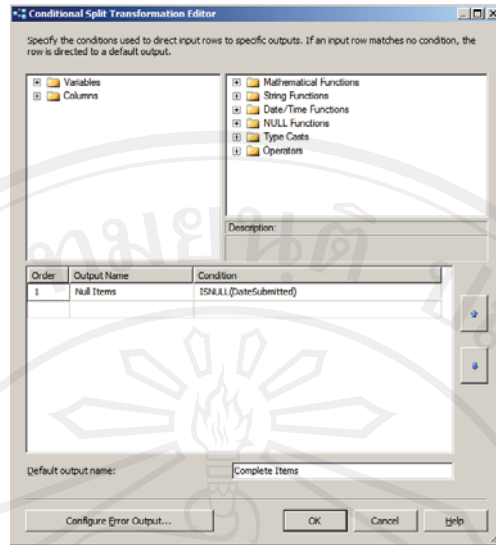 Conditional Split Transformation Editor
Specify the conditions used to direct input rows to specific outputs. If an input row matches no condition, the
row is directed to a default output.
Variables
Columns
Mathematical Functions
String Functions
Date/Time Functions
NULL Functions
Type Casts
Operators
Description:
Order Output Name Condition
1 Null Items ISNULL(DateSubmitted)
Default output name: Complete Items
Configure Error Output... OK Cancel Help